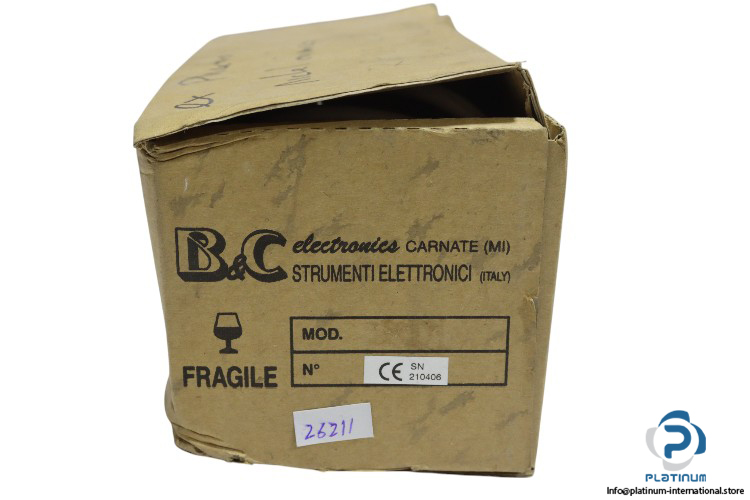 B&C electronics CARNATE (MI)
STRUMENTI ELETTRONICI (ITALY)
FRAGILE
MOD.
N°
CE SN
210406
26211
PLATINUM
Info@platinum-international.store